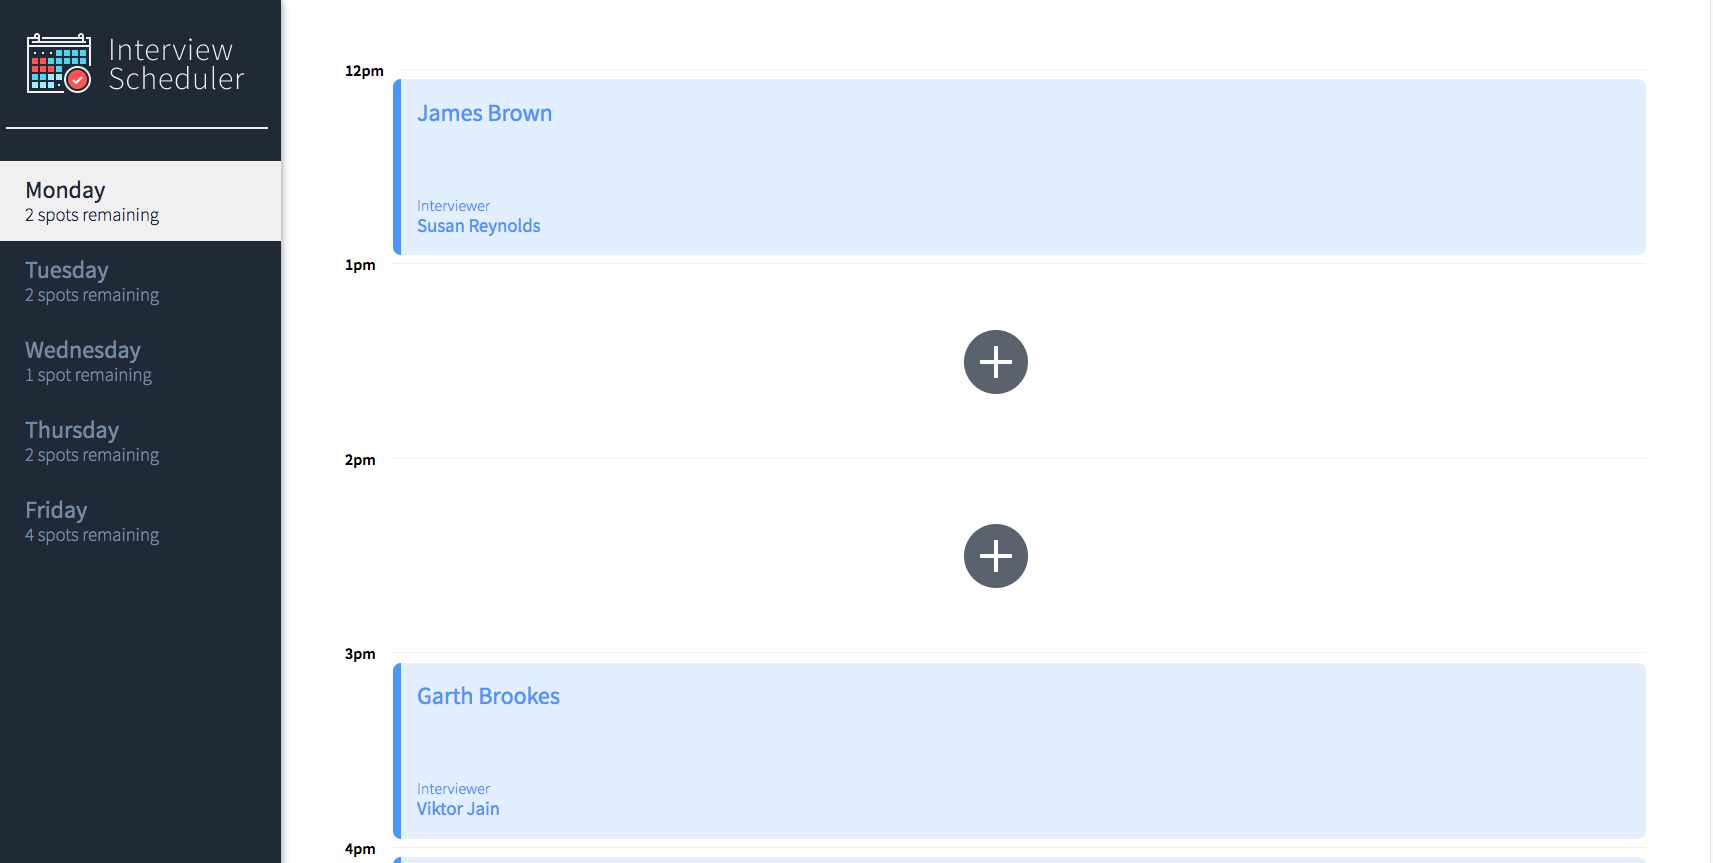 Interview
Scheduler
Monday
2 spots remaining
Tuesday
2 spots remaining
Wednesday
1 spot remaining
Thursday
2 spots remaining
Friday
4 spots remaining
12pm
James Brown
Interviewer
Susan Reynolds
1pm
2pm
3pm
Garth Brookes
Interviewer
Viktor Jain
4pm